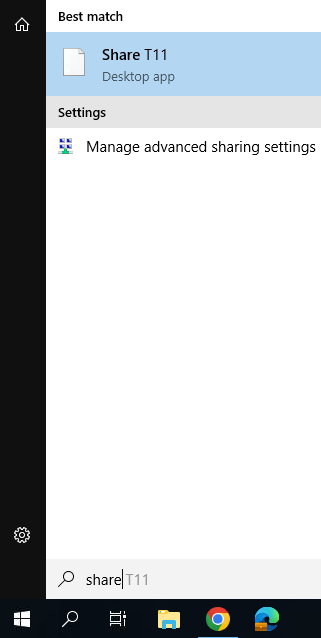 Best match
Share T11
Desktop app
Settings
Manage advanced sharing settings
share T11